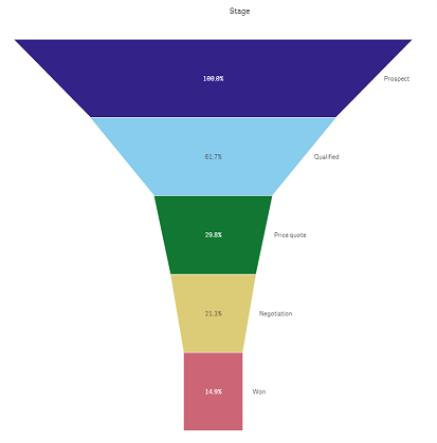 Stage
100.0%
Prospect
61.7%
Qualified
29.8%
Price quote
Negotiation
21.3%
14.9%
Won